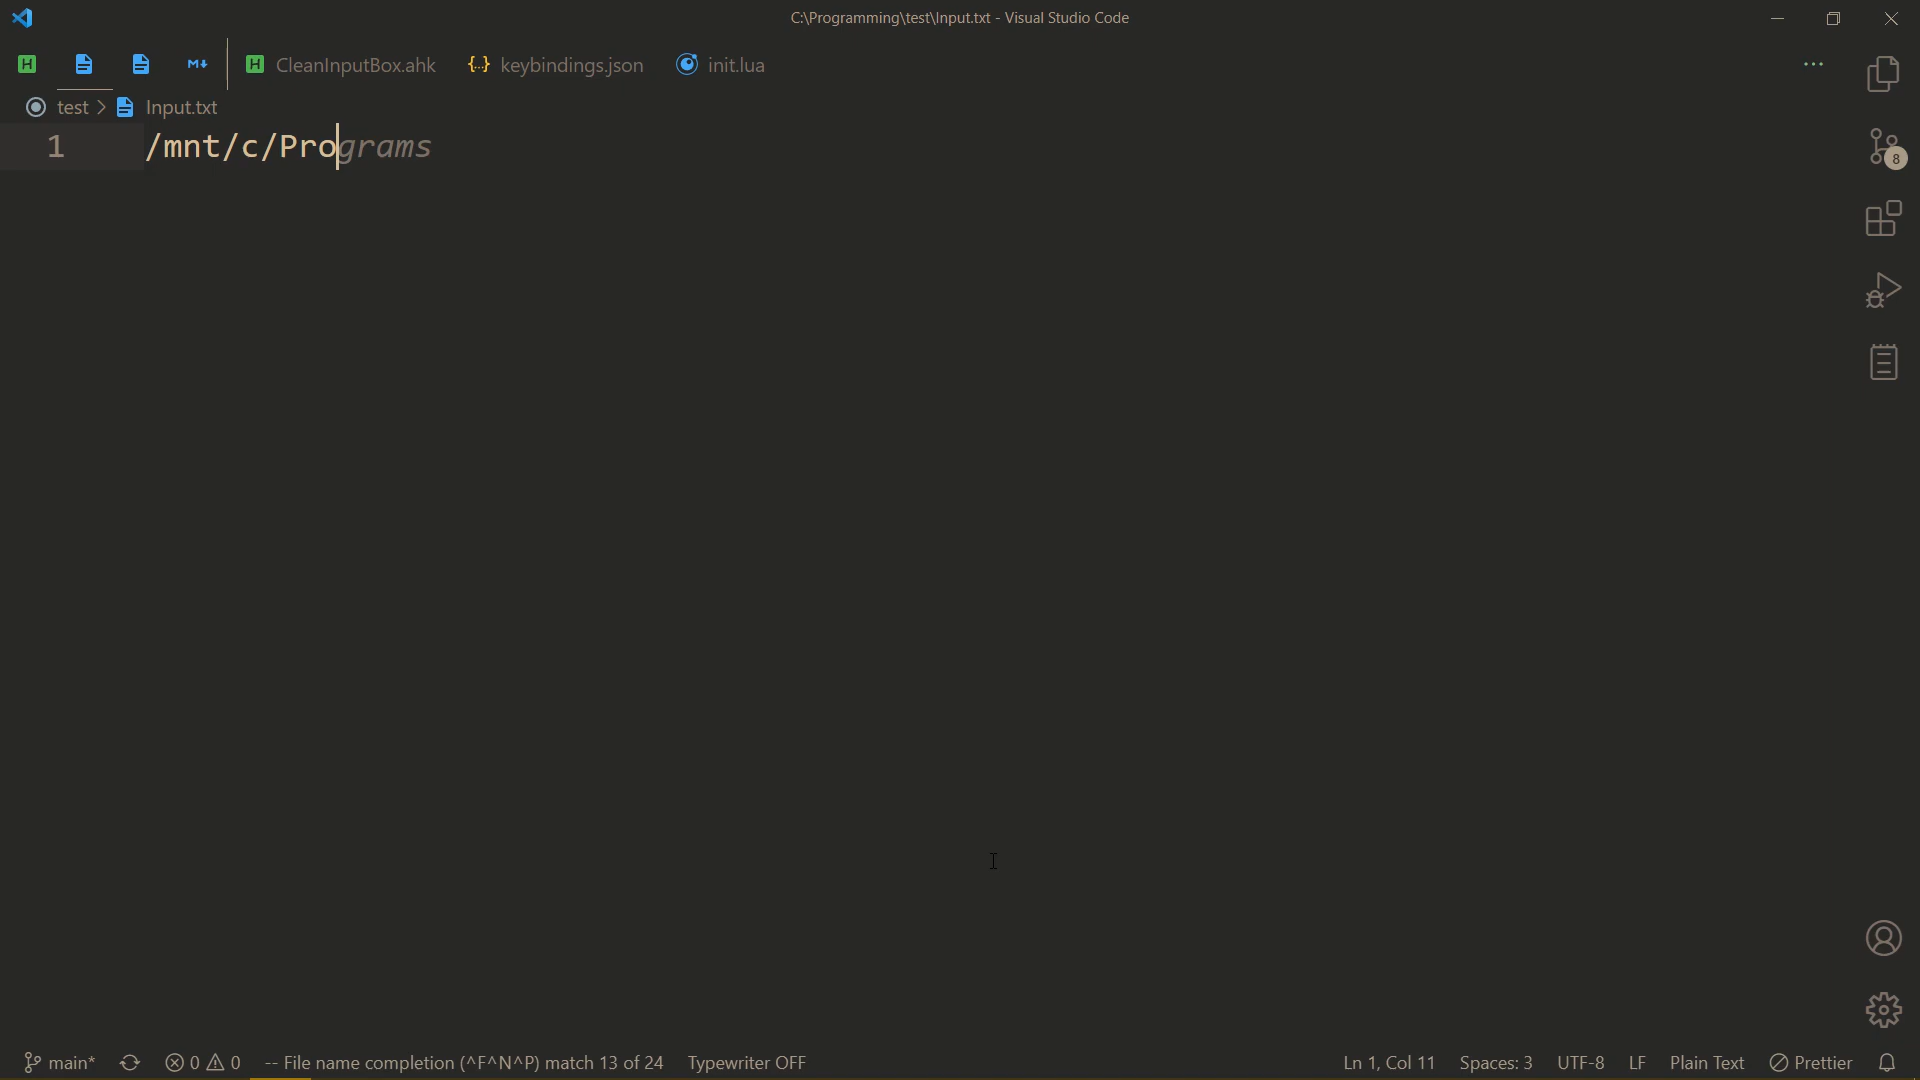 C:\Programming\test\Input.txt - Visual Studio Code
CleanInputBox.ahk
{..} keybindings.json
init.lua
...
test > Input.txt
1 /mnt/c/Programs
8
main*
0 0
-- File name completion (^F^N^P) match 13 of 24
Typewriter OFF
Ln 1, Col 11
Spaces: 3
UTF-8
LF
Plain Text
Prettier